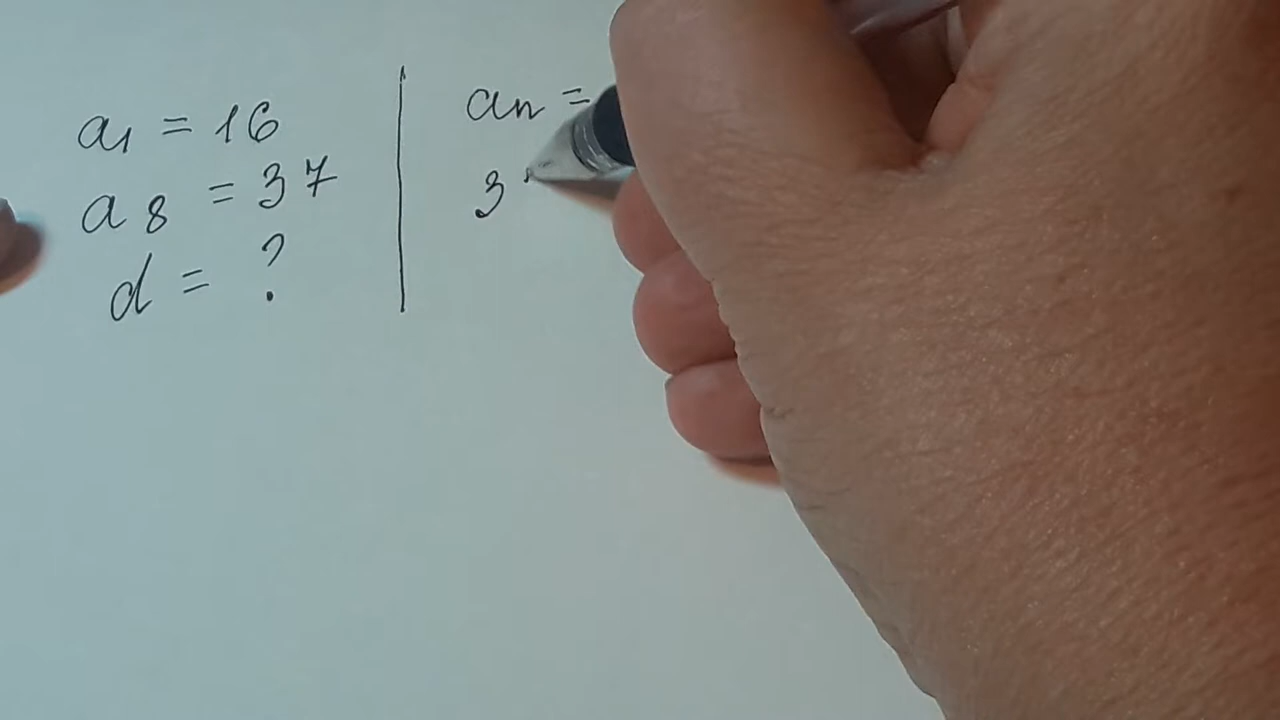 a₁ = 16
a₈ = 37
d = ?
aₙ =
3